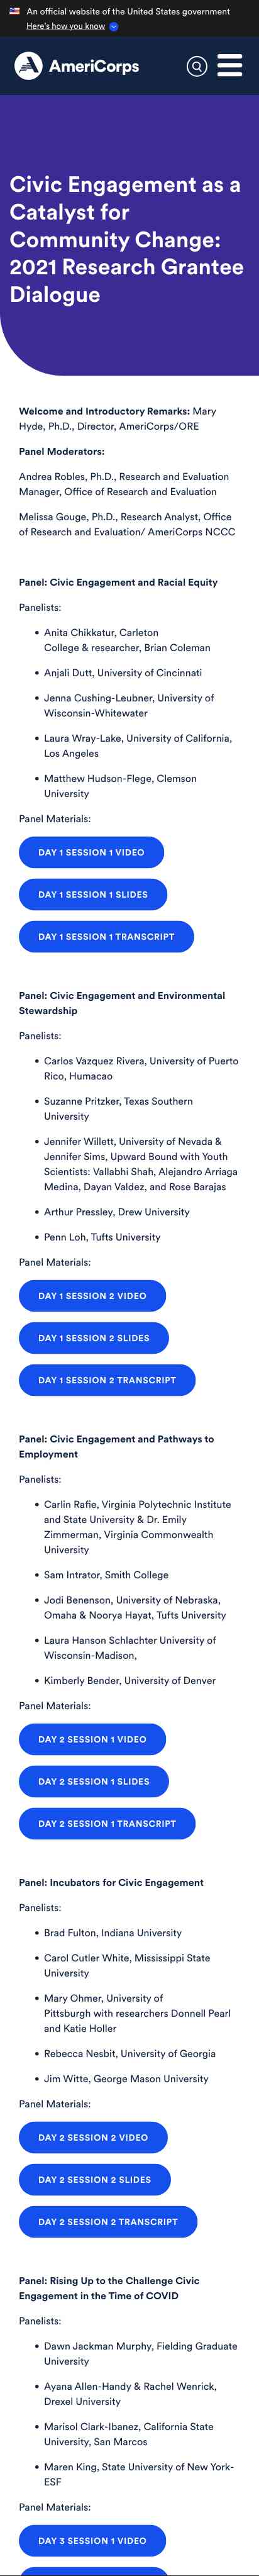 An official website of the United States government
Here's how you know
AmeriCorps
Civic Engagement as a
Catalyst for
Community Change:
2021 Research Grantee
Dialogue
Welcome and Introductory Remarks: Mary
Hyde, Ph.D., Director, AmeriCorps/ORE
Panel Moderators:
Andrea Robles, Ph.D., Research and Evaluation
Manager, Office of Research and Evaluation
Melissa Gouge, Ph.D., Research Analyst, Office
of Research and Evaluation/ AmeriCorps NCCC
Panel: Civic Engagement and Racial Equity
Panelists:
• Anita Chikkatur, Carleton
College & researcher, Brian Coleman
• Anjali Dutt, University of Cincinnati
• Jenna Cushing-Leubner, University of
Wisconsin-Whitewater
• Laura Wray-Lake, University of California,
Los Angeles
• Matthew Hudson-Flege, Clemson
University
Panel Materials:
DAY 1 SESSION 1 VIDEO
DAY 1 SESSION 1 SLIDES
DAY 1 SESSION 1 TRANSCRIPT
Panel: Civic Engagement and Environmental
Stewardship
Panelists:
• Carlos Vazquez Rivera, University of Puerto
Rico, Humacao
• Suzanne Pritzker, Texas Southern
University
• Jennifer Willett, University of Nevada &
Jennifer Sims, Upward Bound with Youth
Scientists: Vallabhi Shah, Alejandro Arriaga
Medina, Dayan Valdez, and Rose Barajas
• Arthur Pressley, Drew University
• Penn Loh, Tufts University
Panel Materials:
DAY 1 SESSION 2 VIDEO
DAY 1 SESSION 2 SLIDES
DAY 1 SESSION 2 TRANSCRIPT
Panel: Civic Engagement and Pathways to
Employment
Panelists:
• Carlin Rafie, Virginia Polytechnic Institute
and State University & Dr. Emily
Zimmerman, Virginia Commonwealth
University
• Sam Intrator, Smith College
• Jodi Benenson, University of Nebraska,
Omaha & Noorya Hayat, Tufts University
• Laura Hanson Schlachter University of
Wisconsin-Madison,
• Kimberly Bender, University of Denver
Panel Materials:
DAY 2 SESSION 1 VIDEO
DAY 2 SESSION 1 SLIDES
DAY 2 SESSION 1 TRANSCRIPT
Panel: Incubators for Civic Engagement
Panelists:
• Brad Fulton, Indiana University
• Carol Cutler White, Mississippi State
University
• Mary Ohmer, University of
Pittsburgh with researchers Donnell Pearl
and Katie Holler
• Rebecca Nesbit, University of Georgia
• Jim Witte, George Mason University
Panel Materials:
DAY 2 SESSION 2 VIDEO
DAY 2 SESSION 2 SLIDES
DAY 2 SESSION 2 TRANSCRIPT
Panel: Rising Up to the Challenge Civic
Engagement in the Time of COVID
Panelists:
• Dawn Jackman Murphy, Fielding Graduate
University
• Ayana Allen-Handy & Rachel Wenrick,
Drexel University
• Marisol Clark-Ibanez, California State
University, San Marcos
• Maren King, State University of New York-
ESF
Panel Materials:
DAY 3 SESSION 1 VIDEO